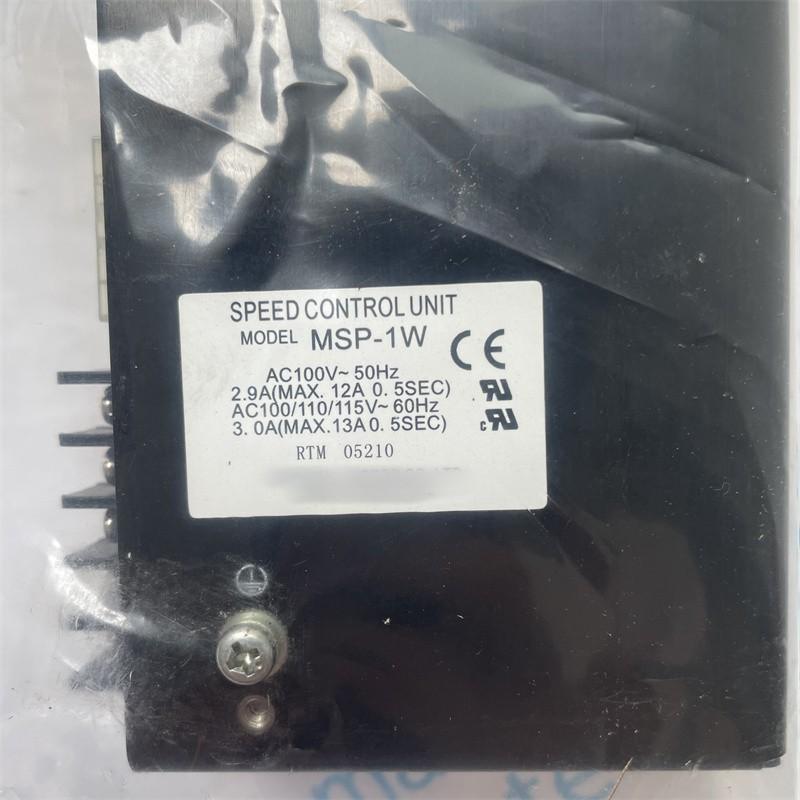 SPEED CONTROL UNIT
MODEL MSP-1W
CE
AC100V~ 50Hz
2.9A(MAX. 12A 0.5SEC)
AC100/110/115V~ 60Hz
3.0A(MAX.13A 0.5SEC)
RTM 05210